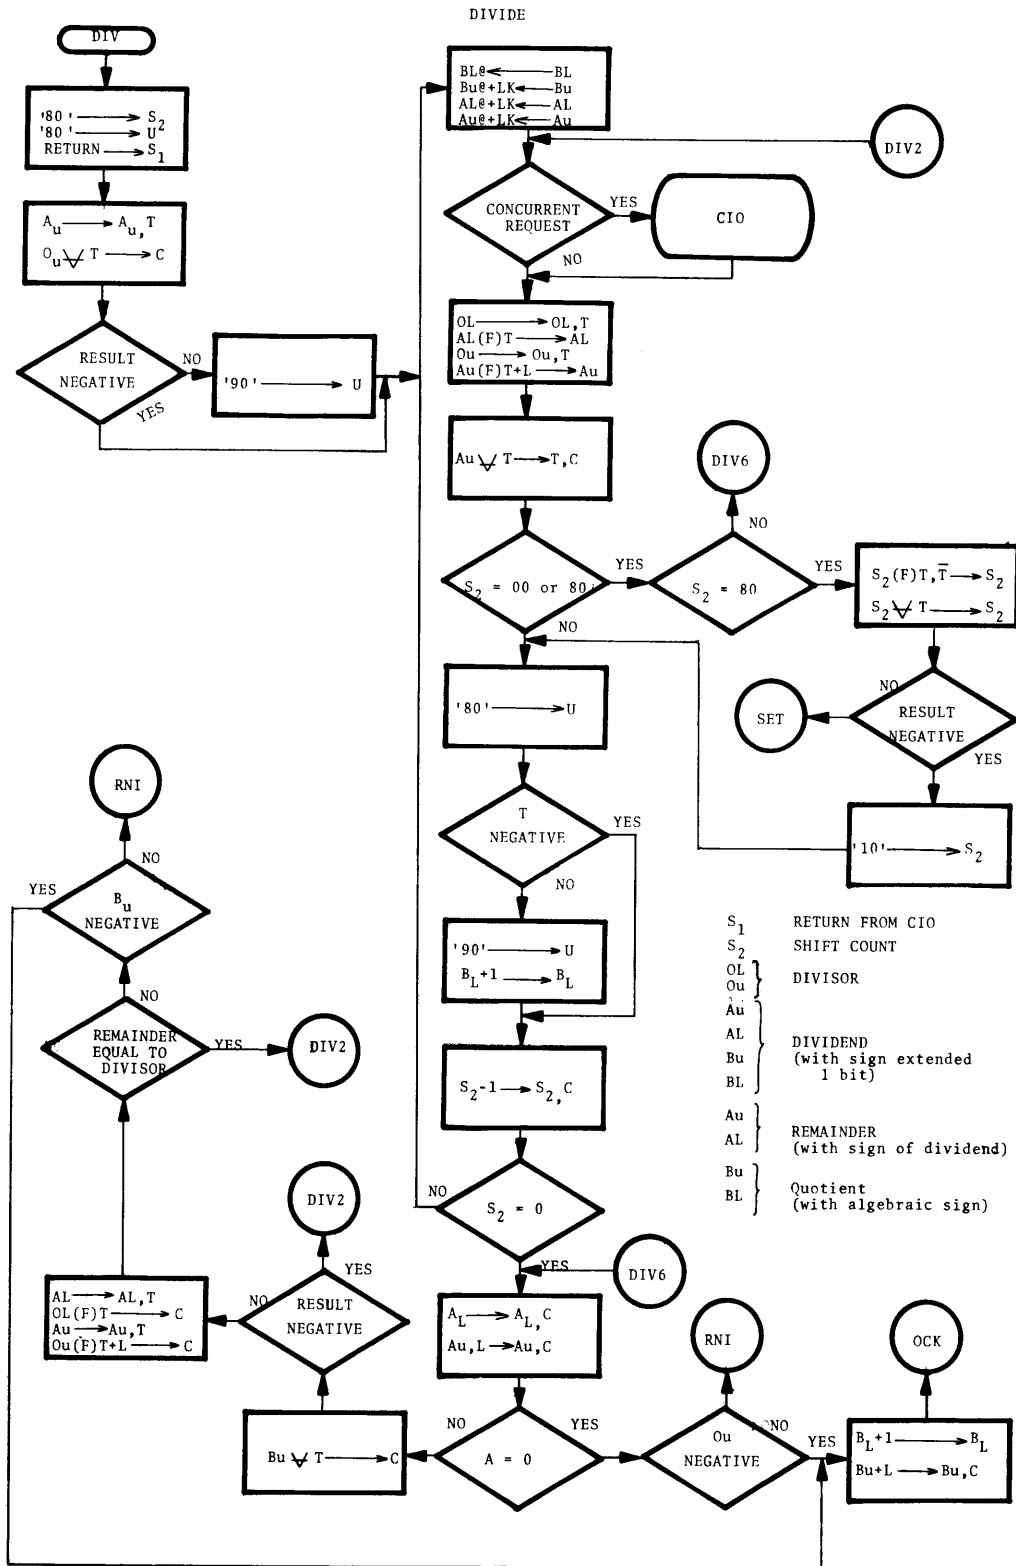 DIVIDE
DIV
'80' → S2
'80' → U
RETURN → S1
Au → Au, T
Ou ⊻ T → C
RESULT
NEGATIVE
NO
YES
'90' → U
BL@ ← BL
Bu@+LK ← Bu
AL@+LK ← AL
Au@+LK ← Au
DIV2
CONCURRENT
REQUEST
YES
NO
CIO
OL → OL,T
AL(F)T → AL
Ou → Ou,T
Au(F)T+L → Au
Au ⊻ T → T,C
S2 = 00 or 80
YES
NO
DIV6
NO
S2 = 80
YES
S2(F)T,T̅ → S2
S2 ⊻ T → S2
SET
NO
RESULT
NEGATIVE
YES
'10' → S2
'80' → U
T
NEGATIVE
YES
NO
'90' → U
BL+1 → BL
S2-1 → S2,C
NO
S2 = 0
YES
DIV6
AL → AL,C
Au,L → Au,C
NO
A = 0
YES
RNI
NO
Ou
NEGATIVE
YES
OCK
BL+1 → BL
Bu+L → Bu,C
Bu ⊻ T → C
DIV2
YES
NO
RESULT
NEGATIVE
AL → AL,T
OL(F)T → C
Au → Au,T
Ou(F)T+L → C
REMAINDER
EQUAL TO
DIVISOR
NO
YES
DIV2
Bu
NEGATIVE
YES
NO
RNI
S1 RETURN FROM CIO
S2 SHIFT COUNT
OL
Ou
DIVISOR
Au
AL
Bu
BL
DIVIDEND
(with sign extended
1 bit)
Au
AL
REMAINDER
(with sign of dividend)
Bu
BL
Quotient
(with algebraic sign)